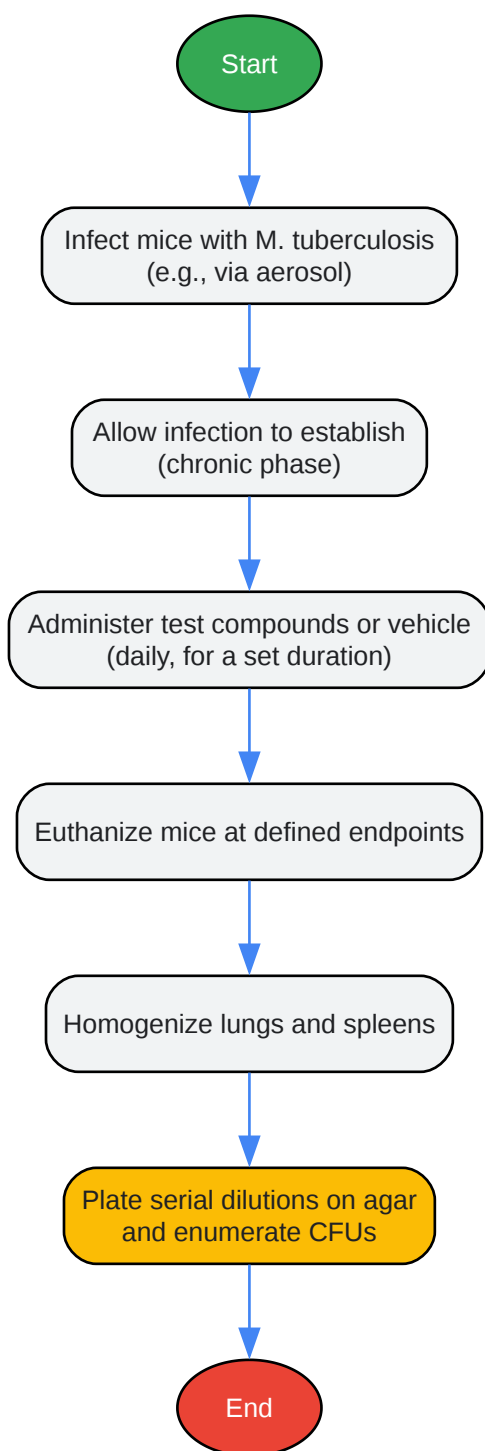 Start
Infect mice with M. tuberculosis
(e.g., via aerosol)
Allow infection to establish
(chronic phase)
Administer test compounds or vehicle
(daily, for a set duration)
Euthanize mice at defined endpoints
Homogenize lungs and spleens
Plate serial dilutions on agar
and enumerate CFUs
End